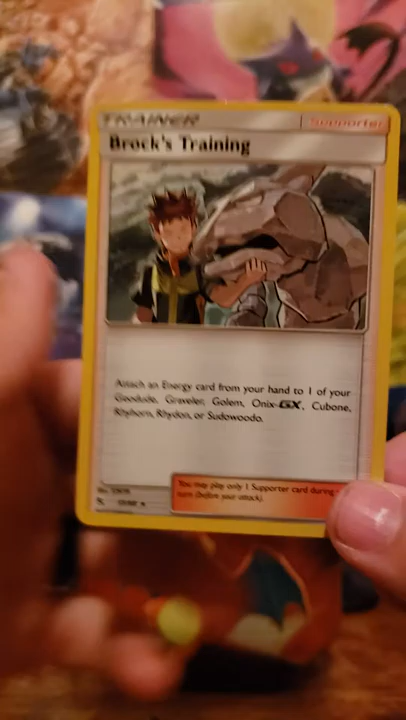 TRAINER Supporter
Brock's Training
Attach an Energy card from your hand to 1 of your
Geodude, Graveler, Golem, Onix-GX, Cubone,
Rhyhorn, Rhydon, or Sudowoodo.
You may play only 1 Supporter card during
turn (before your attack).